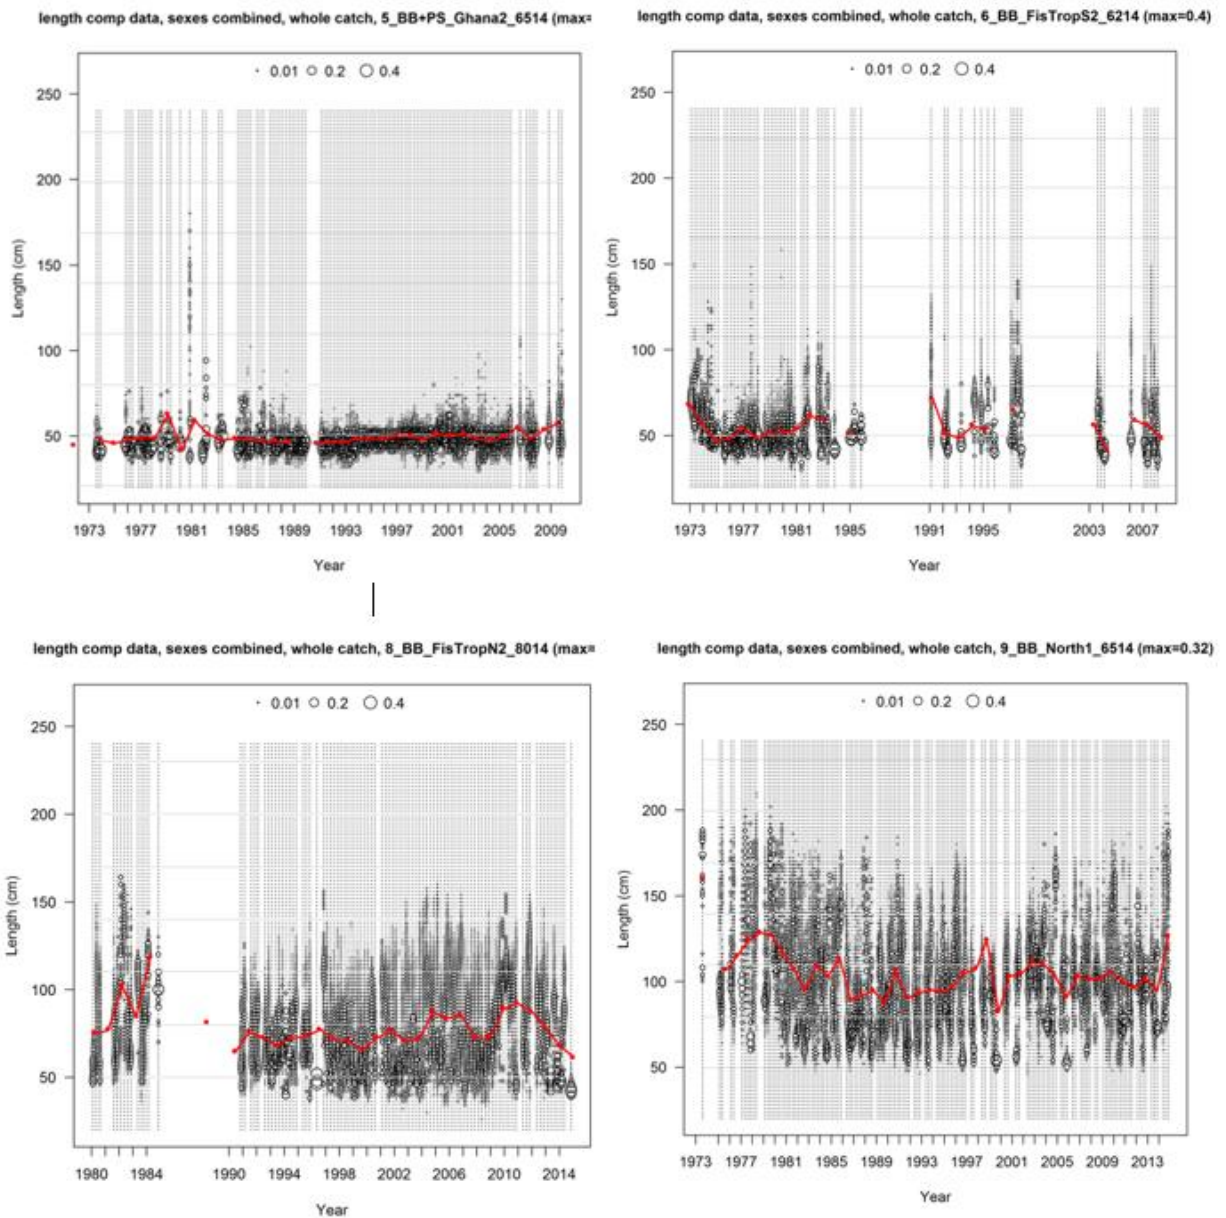 length comp data, sexes combined, whole catch, 5_BB+PS_Ghana2_6514 (max=
0.01 0.2 0.4
Length (cm)
250
200
150
100
50
1973 1977 1981 1985 1989 1993 1997 2001 2005 2009
Year
length comp data, sexes combined, whole catch, 6_BB_FisTropS2_6214 (max=0.4)
0.01 0.2 0.4
Length (cm)
250
200
150
100
50
1973 1977 1981 1985 1991 1995 2003 2007
Year
length comp data, sexes combined, whole catch, 8_BB_FisTropN2_8014 (max=
0.01 0.2 0.4
Length (cm)
250
200
150
100
50
1980 1984 1990 1994 1998 2002 2006 2010 2014
Year
length comp data, sexes combined, whole catch, 9_BB_North1_6514 (max=0.32)
0.01 0.2 0.4
Length (cm)
250
200
150
100
50
1973 1977 1981 1985 1989 1993 1997 2001 2005 2009 2013
Year